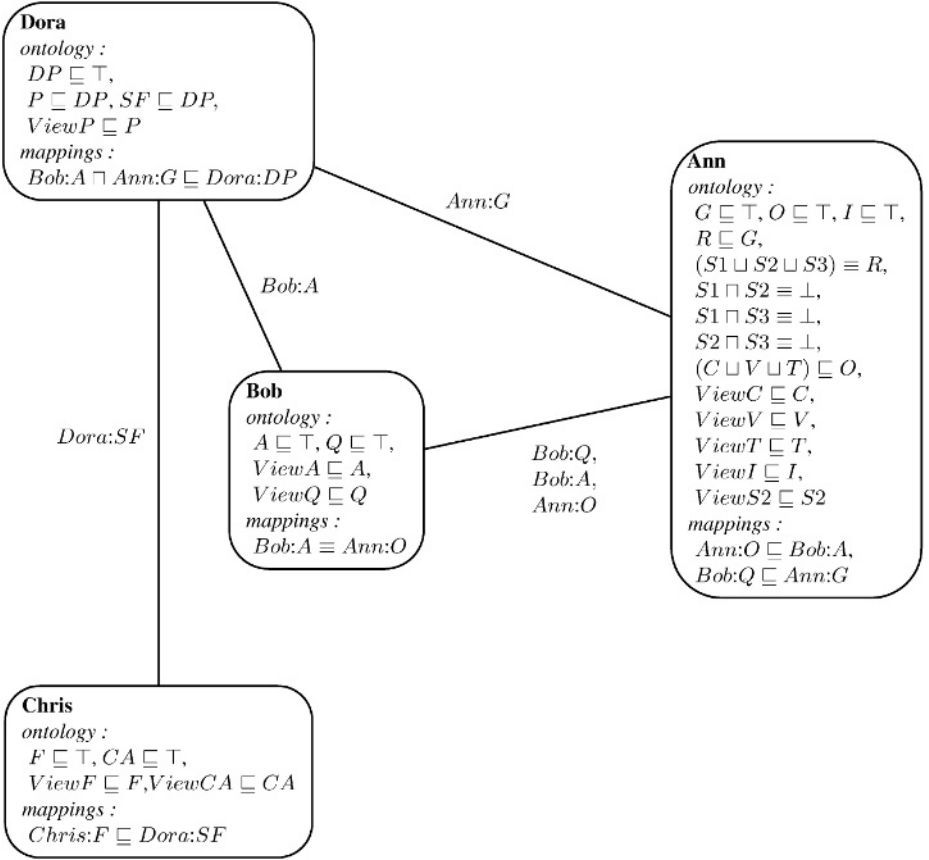 Dora
ontology :
DP ⊑ ⊤,
P ⊑ DP, SF ⊑ DP,
ViewP ⊑ P
mappings :
Bob:A ⊓ Ann:G ⊑ Dora:DP
Ann:G
Bob:A
Dora:SF
Bob
ontology :
A ⊑ ⊤, Q ⊑ ⊤,
ViewA ⊑ A,
ViewQ ⊑ Q
mappings :
Bob:A ≡ Ann:O
Bob:Q,
Bob:A,
Ann:O
Ann
ontology :
G ⊑ ⊤, O ⊑ ⊤, I ⊑ ⊤,
R ⊑ G,
(S1 ⊔ S2 ⊔ S3) ≡ R,
S1 ⊓ S2 ≡ ⊥,
S1 ⊓ S3 ≡ ⊥,
S2 ⊓ S3 ≡ ⊥,
(C ⊔ V ⊔ T) ⊑ O,
ViewC ⊑ C,
ViewV ⊑ V,
ViewT ⊑ T,
ViewI ⊑ I,
ViewS2 ⊑ S2
mappings :
Ann:O ⊑ Bob:A,
Bob:Q ⊑ Ann:G
Chris
ontology :
F ⊑ ⊤, CA ⊑ ⊤,
ViewF ⊑ F,ViewCA ⊑ CA
mappings :
Chris:F ⊑ Dora:SF